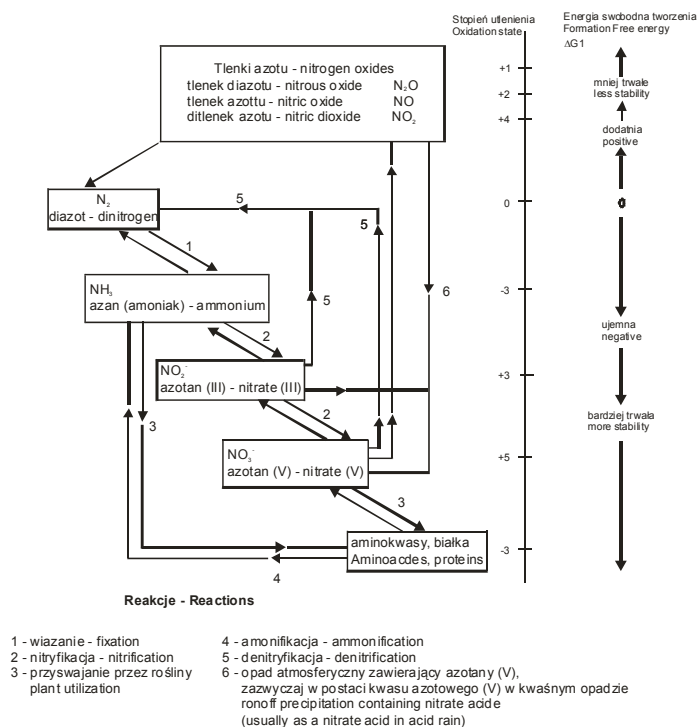 Stopień utlenienia
Oxidation state
Energia swobodna tworzenia
Formation Free energy
ΔG1
Tlenki azotu - nitrogen oxides
tlenek diazotu - nitrous oxide N₂O
tlenek azottu - nitric oxide NO
ditlenek azotu - nitric dioxide NO₂
+1
+2
+4
mniej trwałe
less stability
dodatnia
positive
N₂
diazot - dinitrogen
5
5
0
0
1
NH₃
azan (amoniak) - ammonium
5
6
-3
2
ujemna
negative
NO₂⁻
azotan (III) - nitrate (III)
+3
3
2
bardziej trwała
more stability
NO₃⁻
azotan (V) - nitrate (V)
+5
3
aminokwasy, białka
Aminoacdes, proteins
-3
4
Reakcje - Reactions
1 - wiazanie - fixation
2 - nitryfikacja - nitrification
3 - przyswajanie przez rośliny
plant utilization
4 - amonifikacja - ammonification
5 - denitryfikacja - denitrification
6 - opad atmosferyczny zawierający azotany (V),
zazwyczaj w postaci kwasu azotowego (V) w kwaśnym opadzie
ronoff precipitation containing nitrate acide
(usually as a nitrate acid in acid rain)